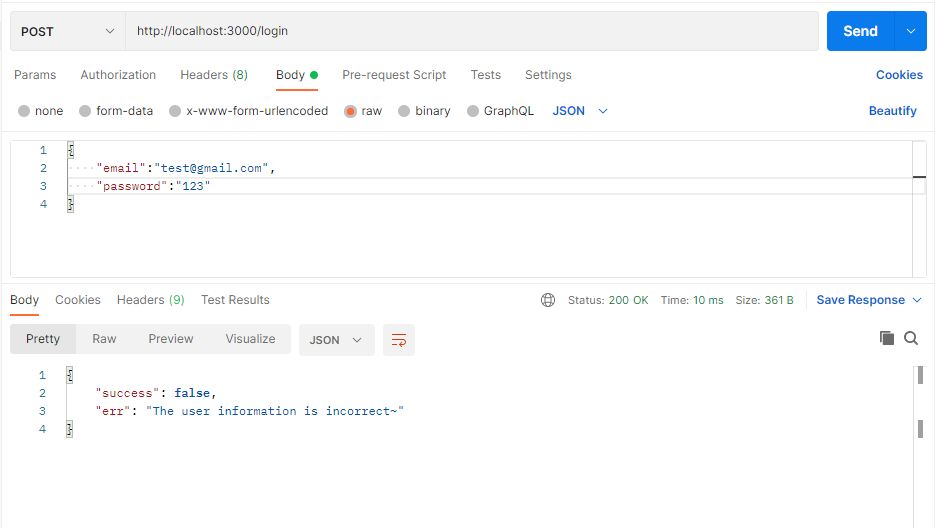 POST http://localhost:3000/login Send
Params Authorization Headers (8) Body Pre-request Script Tests Settings Cookies
none form-data x-www-form-urlencoded raw binary GraphQL JSON Beautify
1 {
2 "email":"test@gmail.com",
3 "password":"123"
4 }
Body Cookies Headers (9) Test Results Status: 200 OK Time: 10 ms Size: 361 B Save Response
Pretty Raw Preview Visualize JSON
1 {
2 "success": false,
3 "err": "The user information is incorrect~"
4 }